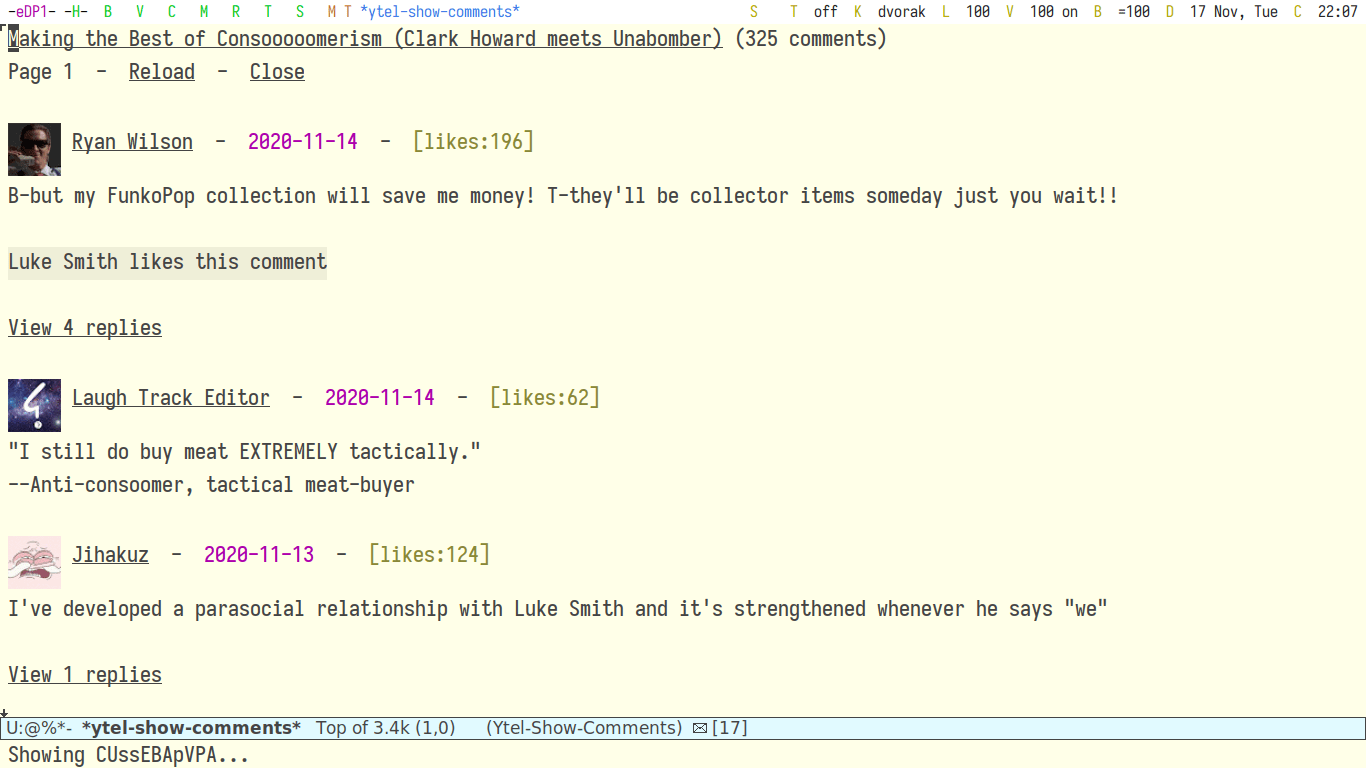 -eDP1- -H- B V C M R T S M T *ytel-show-comments* S T off K dvorak L 100 V 100 on B =100 D 17 Nov, Tue C 22:07
Making the Best of Consooooomerism (Clark Howard meets Unabomber) (325 comments)
Page 1 - Reload - Close
Ryan Wilson - 2020-11-14 - [likes:196]
B-but my FunkoPop collection will save me money! T-they'll be collector items someday just you wait!!
Luke Smith likes this comment
View 4 replies
Laugh Track Editor - 2020-11-14 - [likes:62]
"I still do buy meat EXTREMELY tactically."
--Anti-consoomer, tactical meat-buyer
Jihakuz - 2020-11-13 - [likes:124]
I've developed a parasocial relationship with Luke Smith and it's strengthened whenever he says "we"
View 1 replies
U:@%*- *ytel-show-comments* Top of 3.4k (1,0) (Ytel-Show-Comments) [17]
Showing CUssEBApVPA...